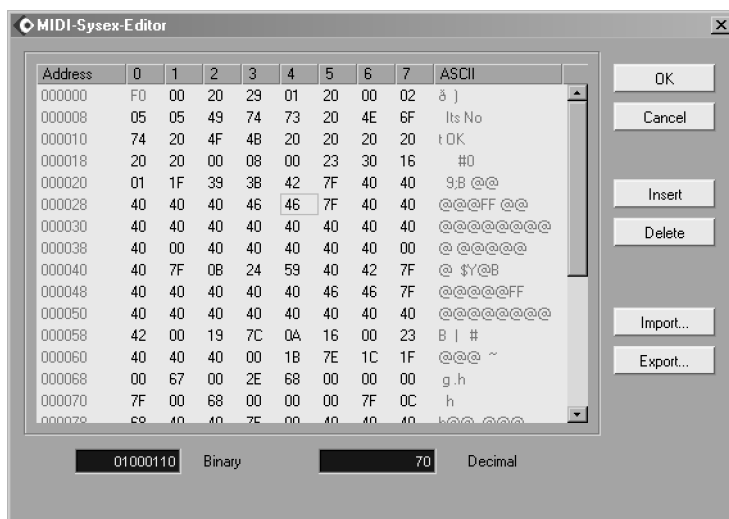 MIDI-Sysex-Editor
Address 0 1 2 3 4 5 6 7 ASCII
000000 F0 00 20 29 01 20 00 02 ð )
000008 05 05 49 74 73 20 4E 6F Its No
000010 74 20 4F 4B 20 20 20 20 t OK
000018 20 20 00 08 00 23 30 16 #0
000020 01 1F 39 3B 42 7F 40 40 9;B @@
000028 40 40 40 46 46 7F 40 40 @@@FF @@
000030 40 40 40 40 40 40 40 40 @@@@@@@@
000038 40 00 40 40 40 40 40 00 @ @@@@@
000040 40 7F 0B 24 59 40 42 7F @ $Y@B
000048 40 40 40 40 40 46 46 7F @@@@@FF
000050 40 40 40 40 40 40 40 40 @@@@@@@@
000058 42 00 19 7C 0A 16 00 23 B | #
000060 40 40 40 00 1B 7E 1C 1F @@@ ~
000068 00 67 00 2E 68 00 00 00 g .h
000070 7F 00 68 00 00 00 7F 0C h
OK
Cancel
Insert
Delete
Import...
Export...
01000110 Binary 70 Decimal